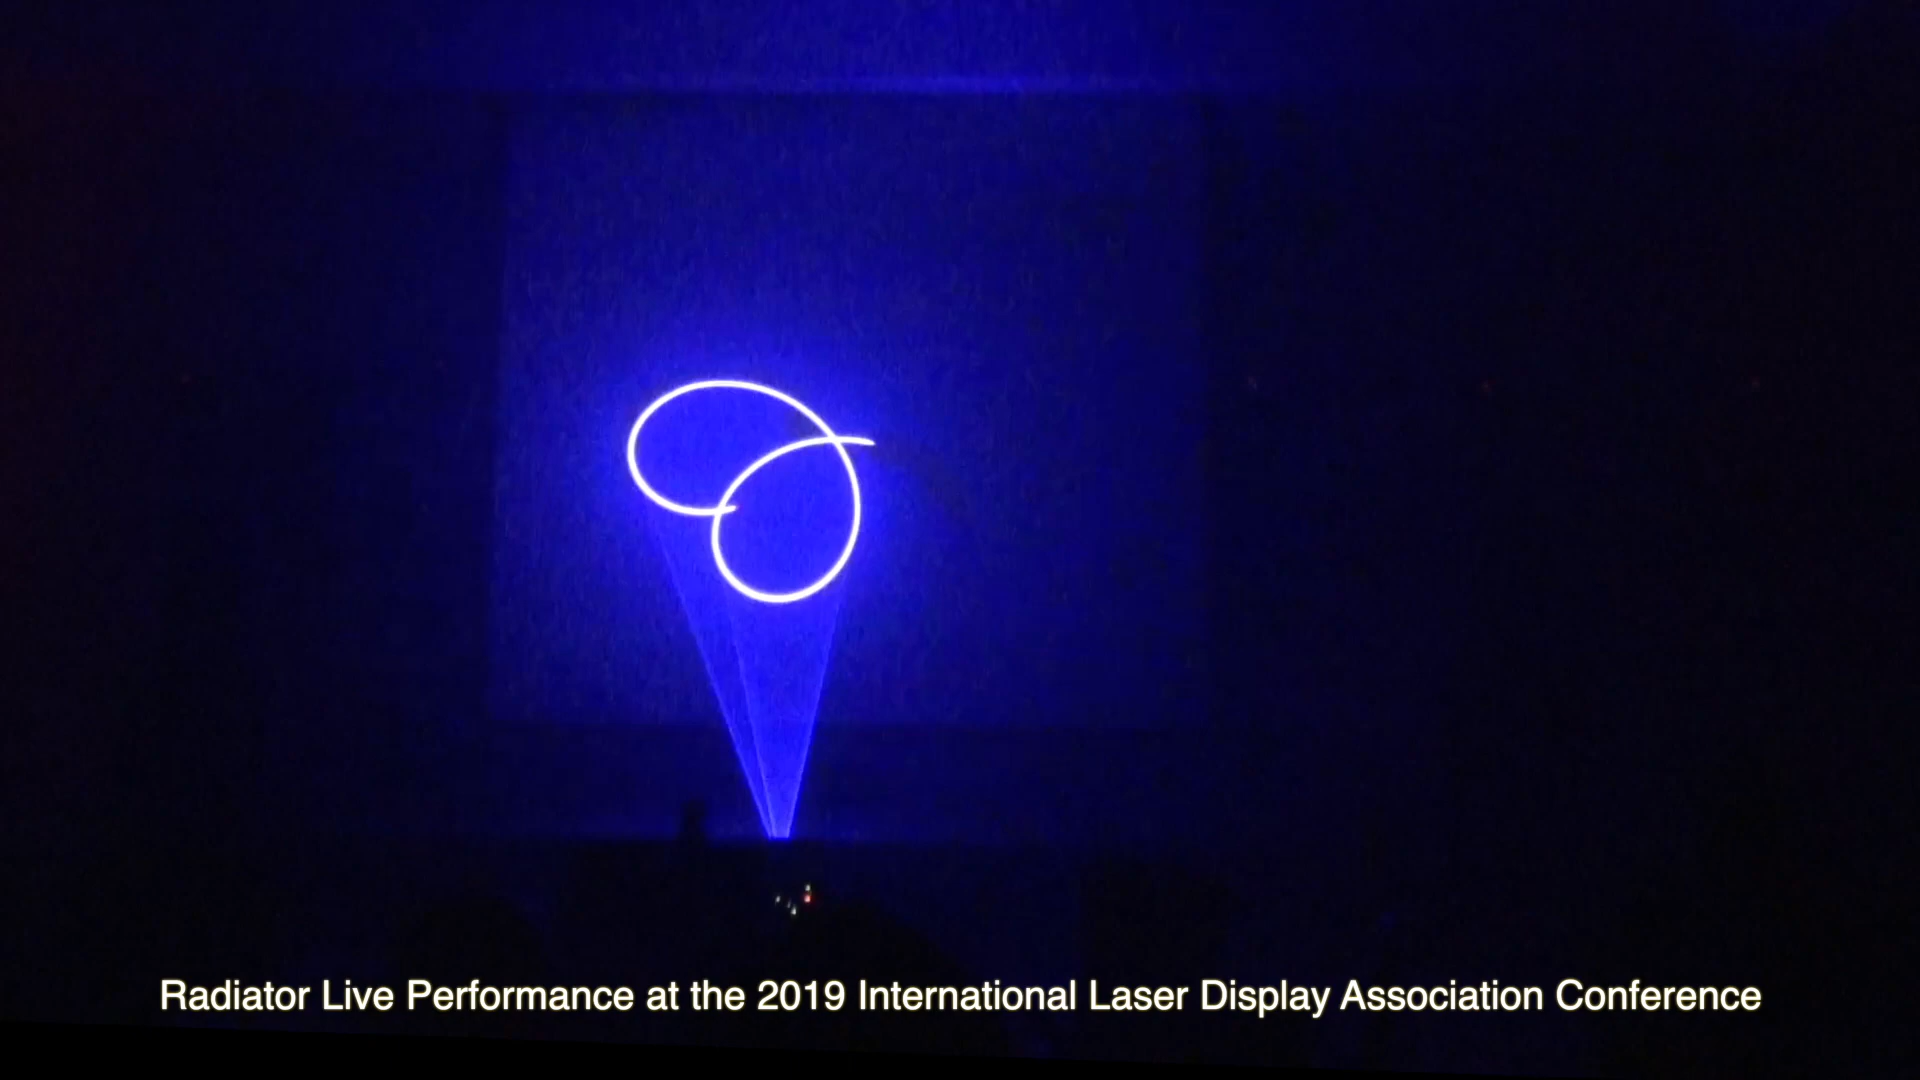 Radiator Live Performance at the 2019 International Laser Display Association Conference